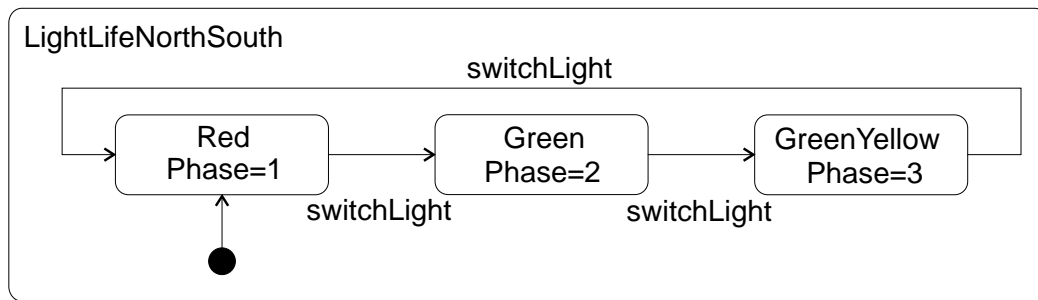 LightLifeNorthSouth
switchLight
Red
Phase=1
Green
Phase=2
GreenYellow
Phase=3
switchLight
switchLight